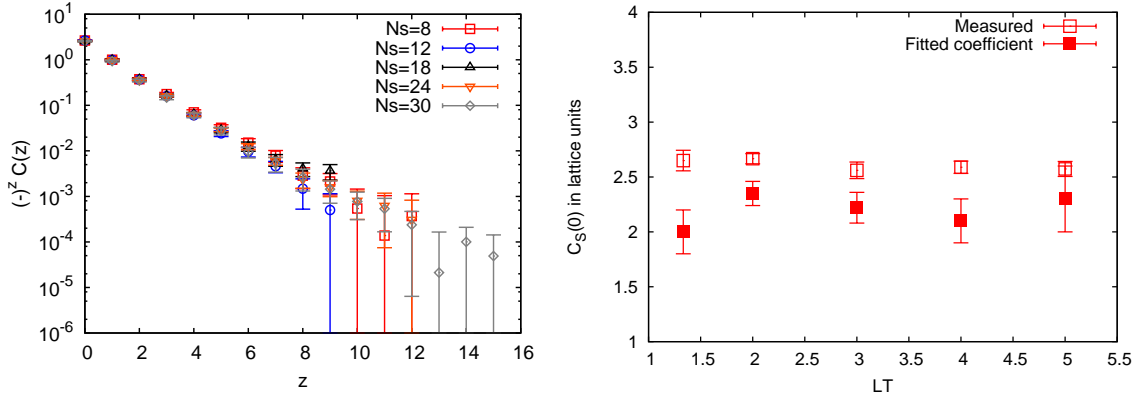 10^1
10^0
10^-1
10^-2
10^-3
10^-4
10^-5
10^-6
(-)^z C(z)
Ns=8
Ns=12
Ns=18
Ns=24
Ns=30
0 2 4 6 8 10 12 14 16
z
4
3.5
3
2.5
2
1.5
1
C_S(0) in lattice units
Measured
Fitted coefficient
1 1.5 2 2.5 3 3.5 4 4.5 5 5.5
LT